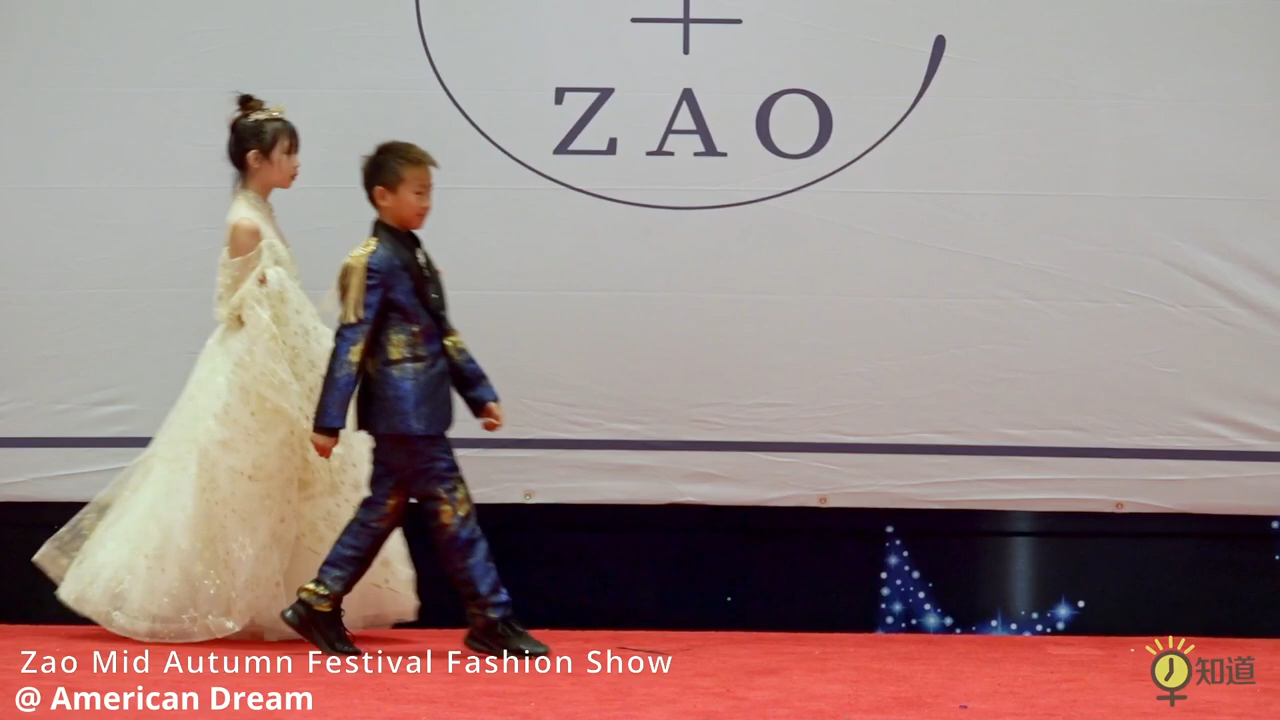 ZAO
Zao Mid Autumn Festival Fashion Show
@ American Dream
知道